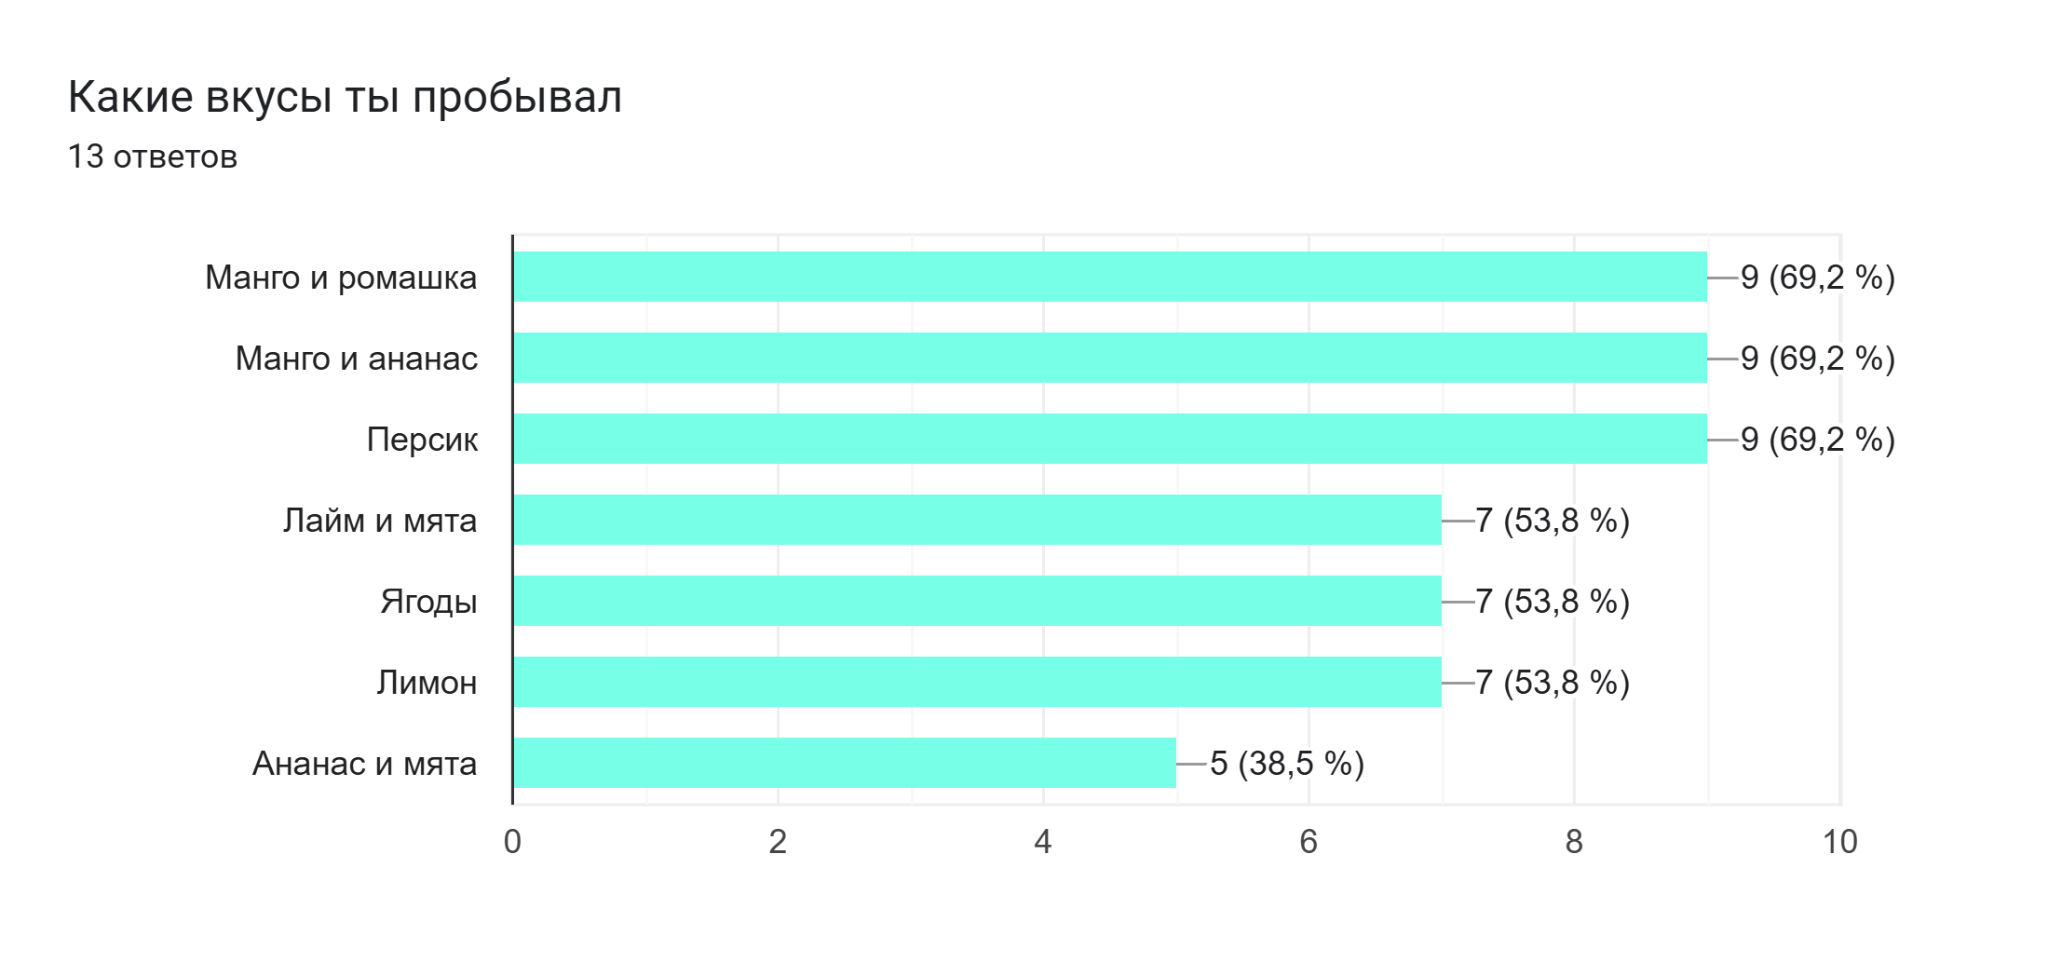 Какие вкусы ты пробывал
13 ответов
Манго и ромашка 9 (69,2 %)
Манго и ананас 9 (69,2 %)
Персик 9 (69,2 %)
Лайм и мята 7 (53,8 %)
Ягоды 7 (53,8 %)
Лимон 7 (53,8 %)
Ананас и мята 5 (38,5 %)
0 2 4 6 8 10